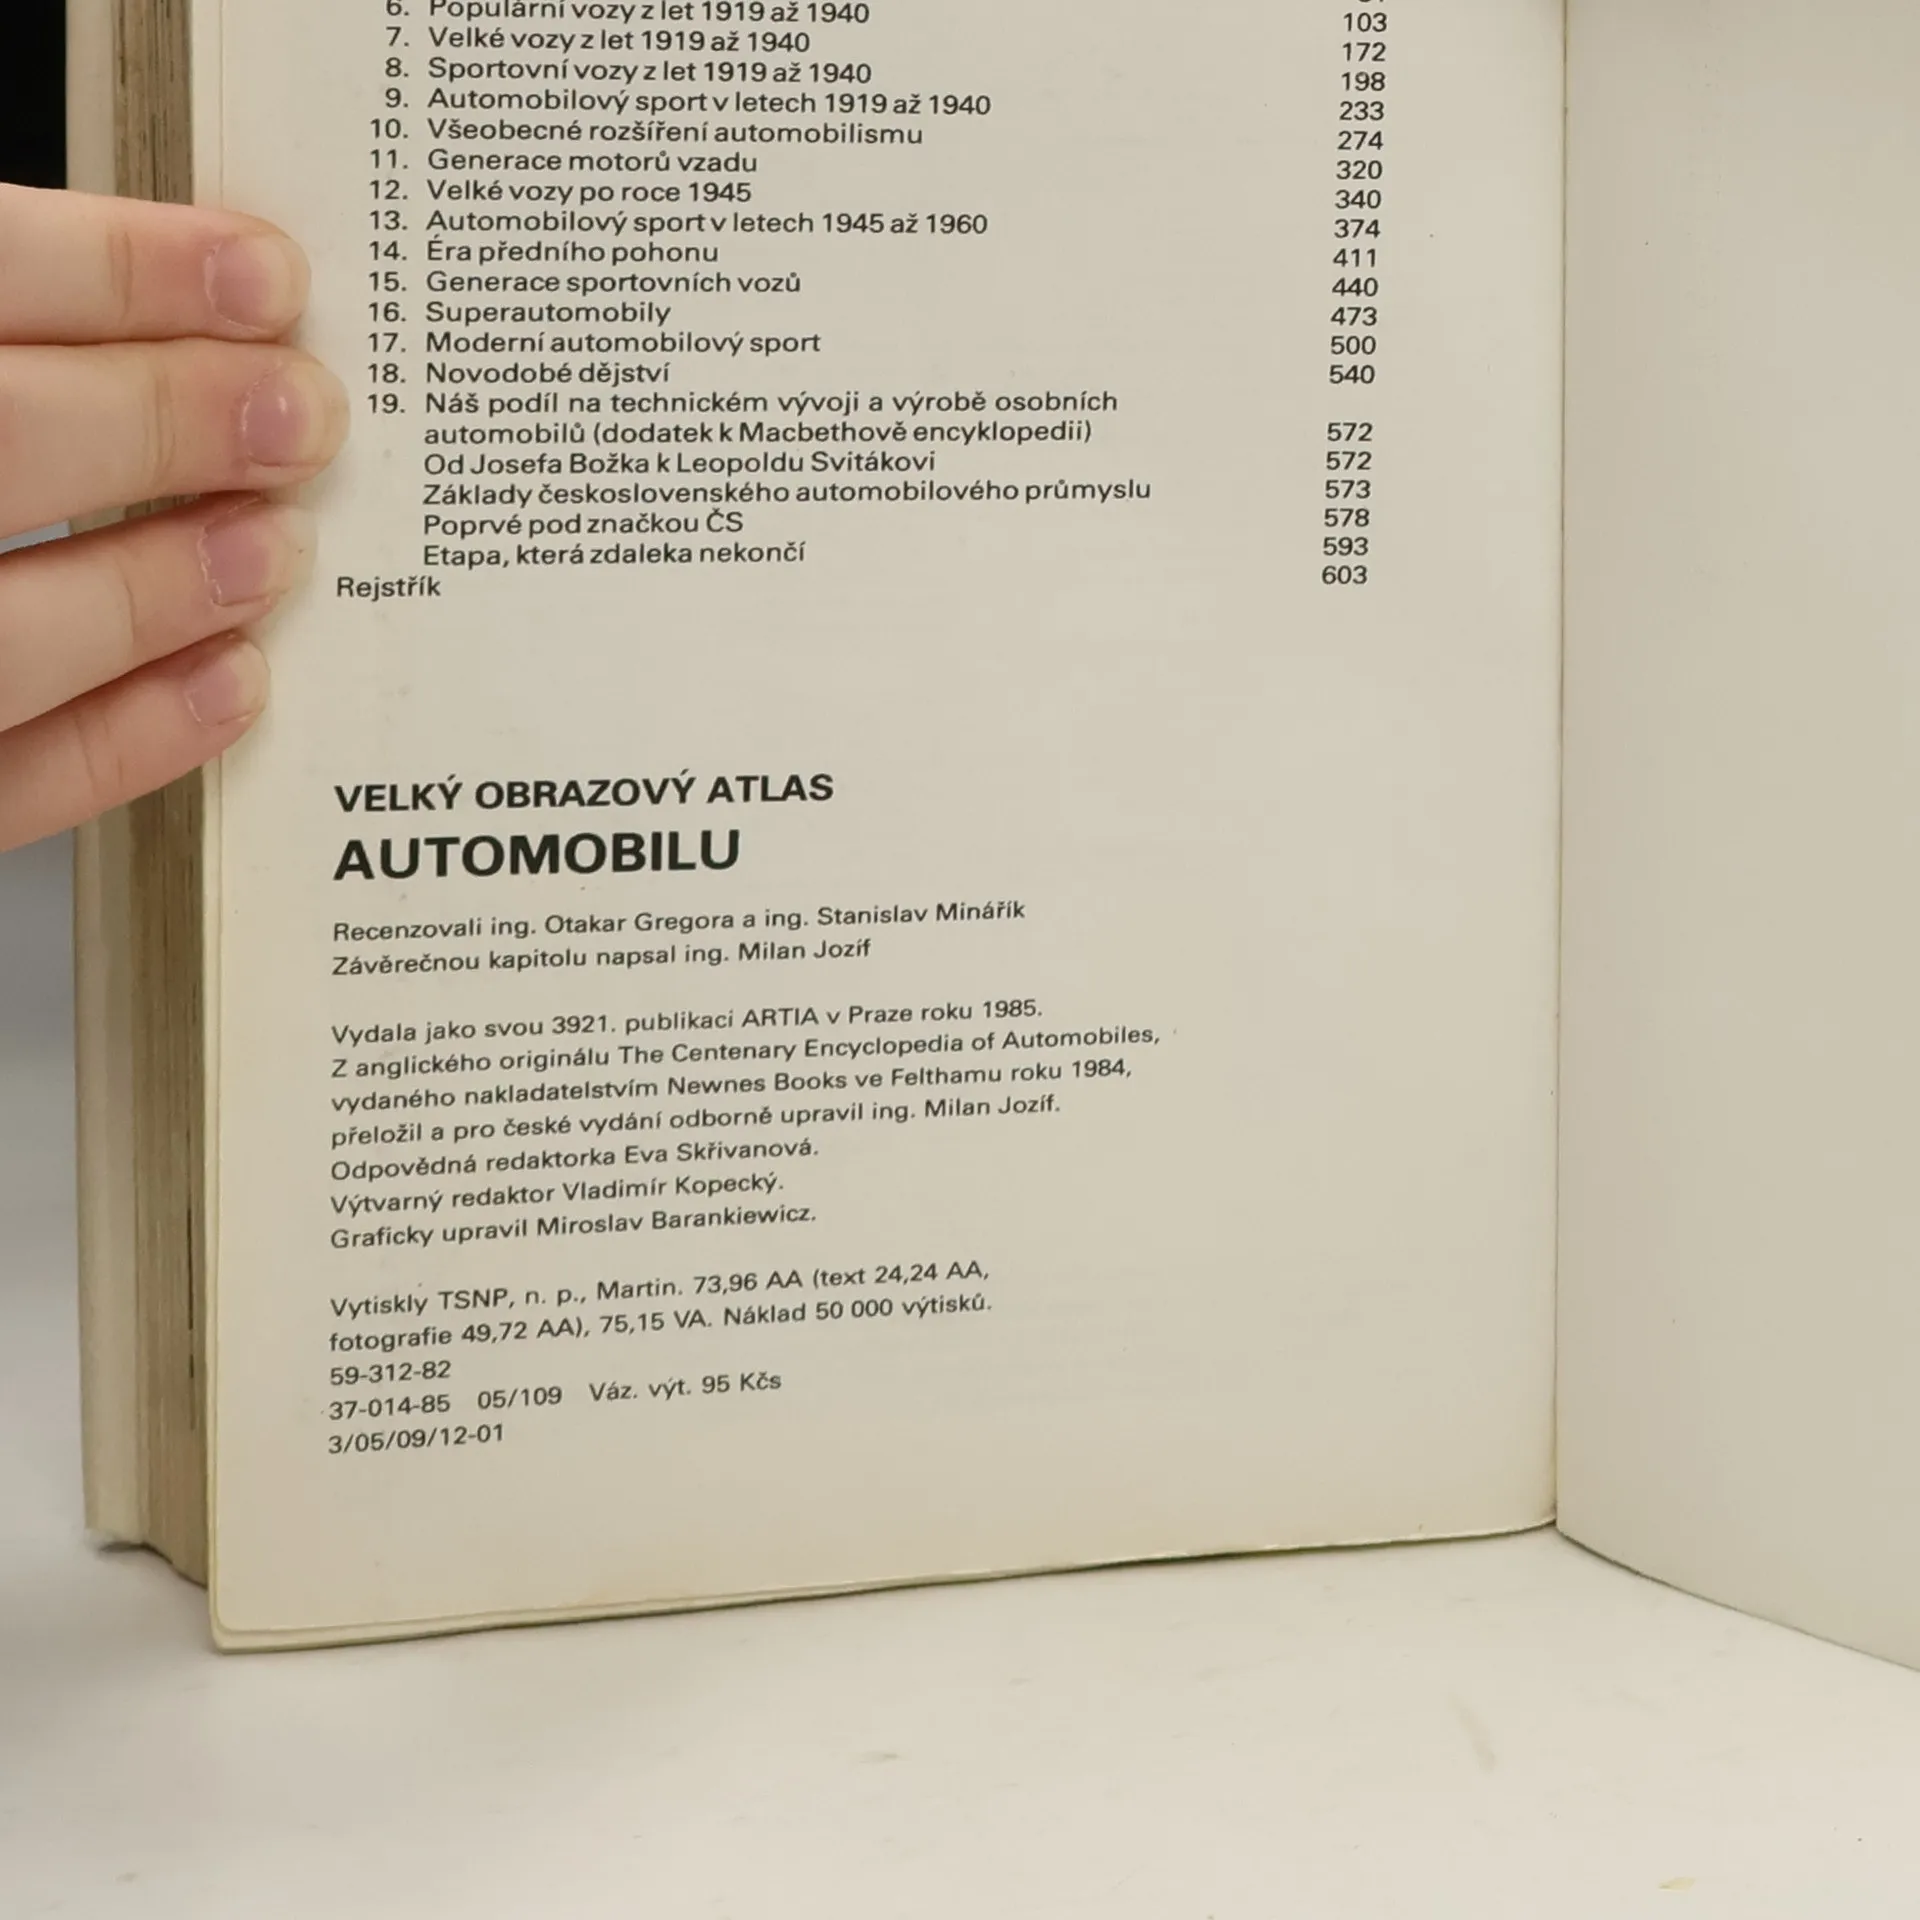 6. Populární vozy z let 1919 až 1940 103
7. Velké vozy z let 1919 až 1940 172
8. Sportovní vozy z let 1919 až 1940 198
9. Automobilový sport v letech 1919 až 1940 233
10. Všeobecné rozšíření automobilismu 274
11. Generace motorů vzadu 320
12. Velké vozy po roce 1945 340
13. Automobilový sport v letech 1945 až 1960 374
14. Éra předního pohonu 411
15. Generace sportovních vozů 440
16. Superautomobily 473
17. Moderní automobilový sport 500
18. Novodobé dějství 540
19. Náš podíl na technickém vývoji a výrobě osobních
automobilů (dodatek k Macbethově encyklopedii) 572
Od Josefa Božka k Leopoldu Svitákovi 572
Základy československého automobilového průmyslu 573
Poprvé pod značkou ČS 578
Etapa, která zdaleka nekončí 593
Rejstřík 603
VELKÝ OBRAZOVÝ ATLAS
AUTOMOBILU
Recenzovali ing. Otakar Gregora a ing. Stanislav Minářík
Závěrečnou kapitolu napsal ing. Milan Jozíf
Vydala jako svou 3921. publikaci ARTIA v Praze roku 1985.
Z anglického originálu The Centenary Encyclopedia of Automobiles,
vydaného nakladatelstvím Newnes Books ve Felthamu roku 1984,
přeložil a pro české vydání odborně upravil ing. Milan Jozíf.
Odpovědná redaktorka Eva Skřivanová.
Výtvarný redaktor Vladimír Kopecký.
Graficky upravil Miroslav Barankiewicz.
Vytiskly TSNP, n. p., Martin. 73,96 AA (text 24,24 AA,
fotografie 49,72 AA), 75,15 VA. Náklad 50 000 výtisků.
59-312-82
37-014-85 05/109 Váz. výt. 95 Kčs
3/05/09/12-01